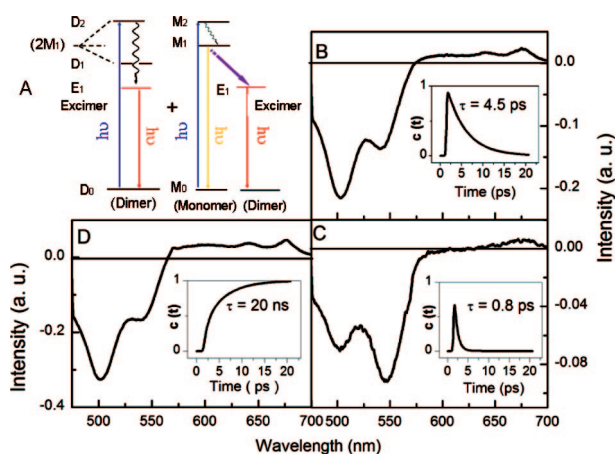 A
D₂
(2M₁)
D₁
E₁
Excimer
hυ
hυ
D₀
(Dimer)
+
M₂
M₁
E₁
Excimer
hυ
hυ
hυ
M₀
(Monomer)
(Dimer)
B
0.0
-0.1
-0.2
c (t)
1
0
τ = 4.5 ps
0 5 10 15 20
Time (ps)
Intensity (a. u.)
D
0.0
-0.2
-0.4
c (t)
1
0
τ = 20 ns
0 5 10 15 20
Time ( ps )
Intensity (a. u.)
500 550 600 650 700
C
0.00
-0.04
-0.08
c (t)
1
0
τ = 0.8 ps
0 5 10 15 20
Time (ps)
500 550 600 650 700
Wavelength (nm)